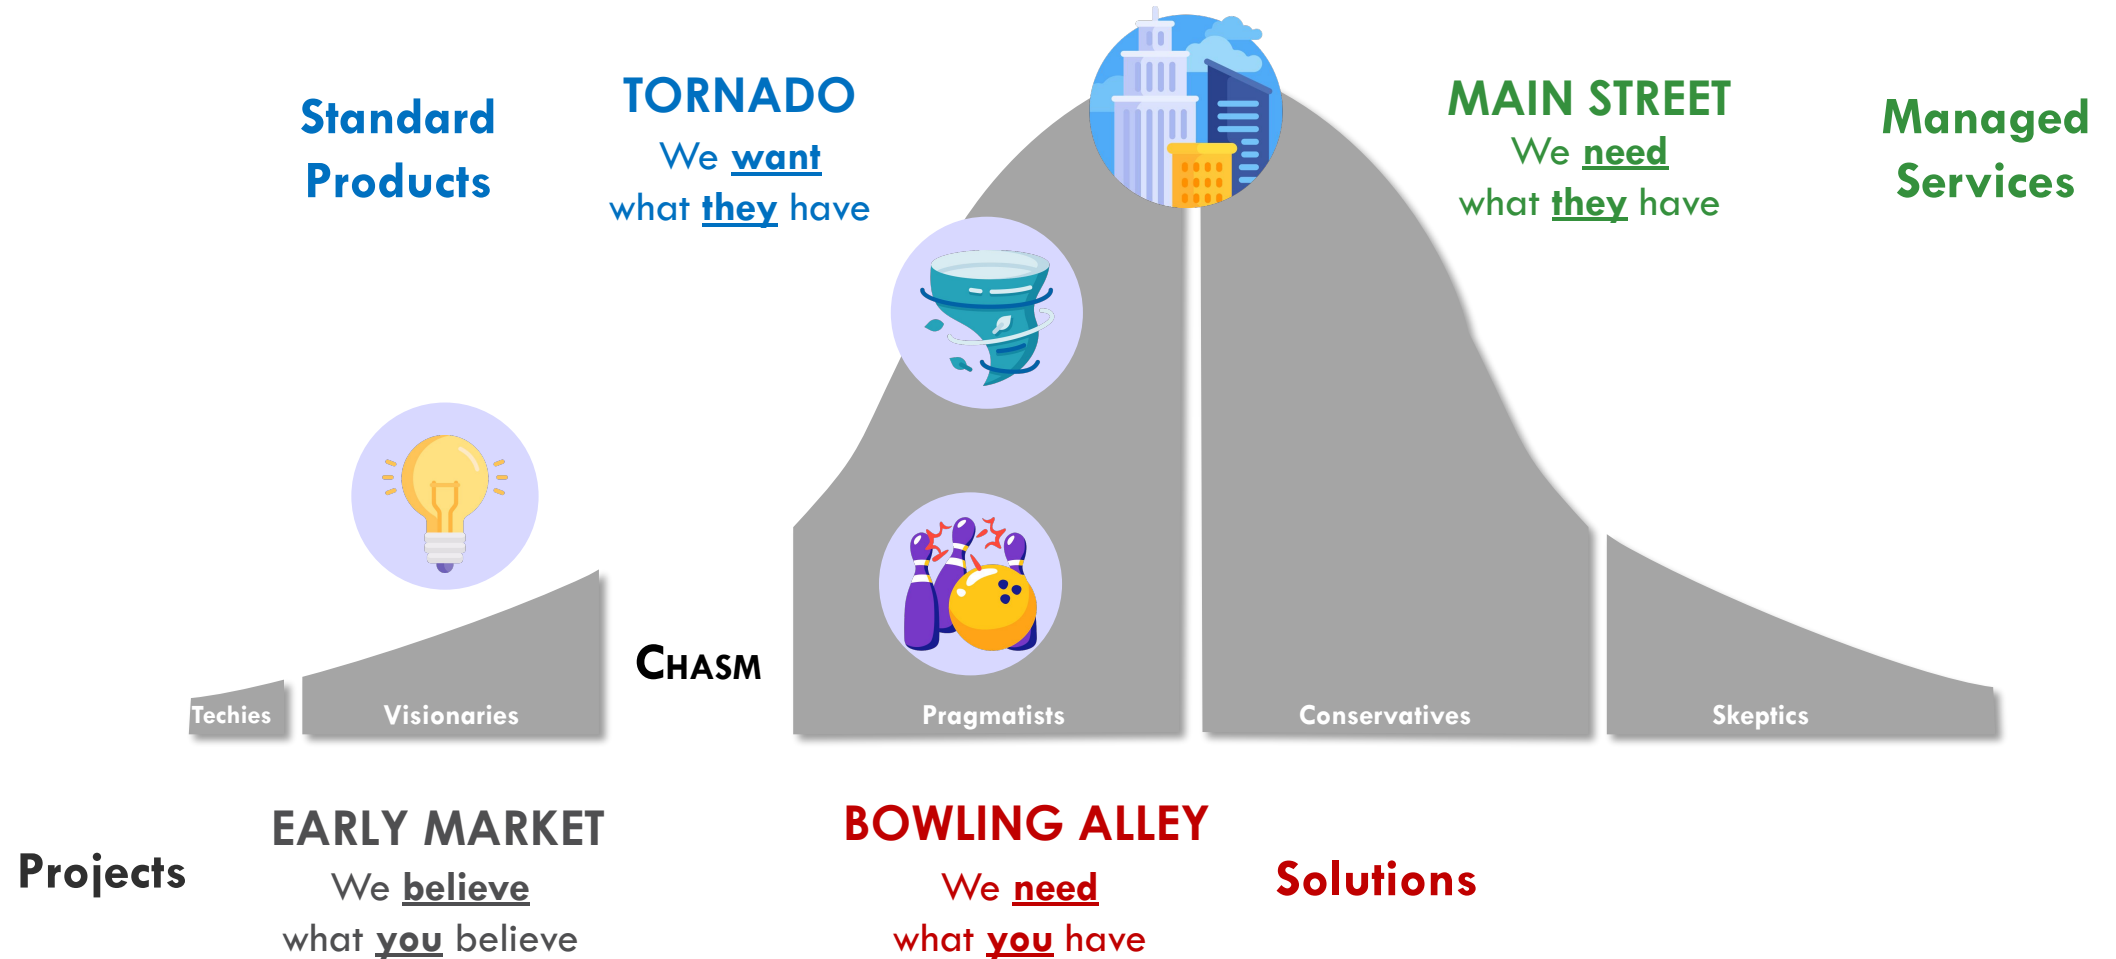 Standard
Products
TORNADO
We want
what they have
MAIN STREET
We need
what they have
Managed
Services
CHASM
Techies
Visionaries
Pragmatists
Conservatives
Skeptics
Projects
EARLY MARKET
We believe
what you believe
BOWLING ALLEY
We need
what you have
Solutions